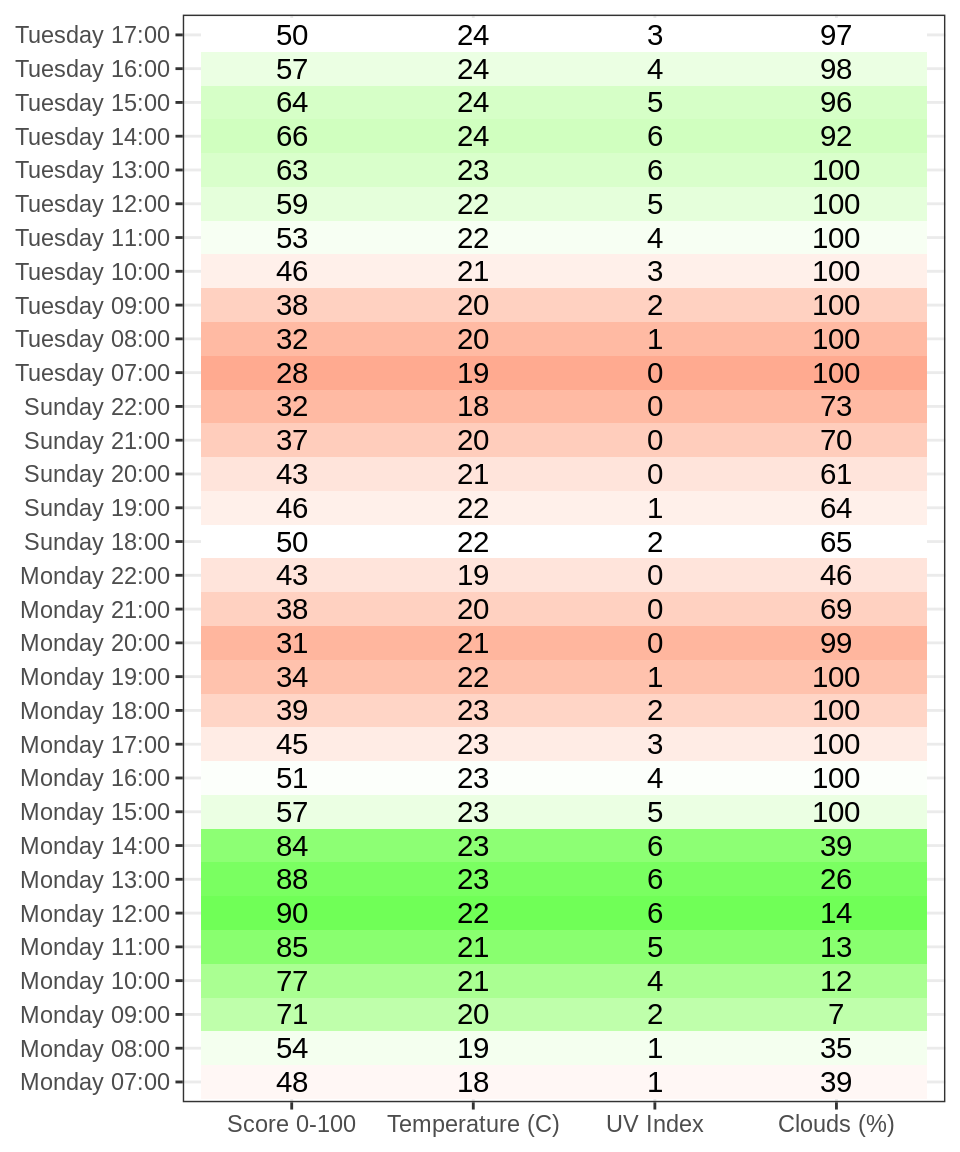 Tuesday 17:00 50 24 3 97
Tuesday 16:00 57 24 4 98
Tuesday 15:00 64 24 5 96
Tuesday 14:00 66 24 6 92
Tuesday 13:00 63 23 6 100
Tuesday 12:00 59 22 5 100
Tuesday 11:00 53 22 4 100
Tuesday 10:00 46 21 3 100
Tuesday 09:00 38 20 2 100
Tuesday 08:00 32 20 1 100
Tuesday 07:00 28 19 0 100
Sunday 22:00 32 18 0 73
Sunday 21:00 37 20 0 70
Sunday 20:00 43 21 0 61
Sunday 19:00 46 22 1 64
Sunday 18:00 50 22 2 65
Monday 22:00 43 19 0 46
Monday 21:00 38 20 0 69
Monday 20:00 31 21 0 99
Monday 19:00 34 22 1 100
Monday 18:00 39 23 2 100
Monday 17:00 45 23 3 100
Monday 16:00 51 23 4 100
Monday 15:00 57 23 5 100
Monday 14:00 84 23 6 39
Monday 13:00 88 23 6 26
Monday 12:00 90 22 6 14
Monday 11:00 85 21 5 13
Monday 10:00 77 21 4 12
Monday 09:00 71 20 2 7
Monday 08:00 54 19 1 35
Monday 07:00 48 18 1 39
Score 0-100 Temperature (C) UV Index Clouds (%)